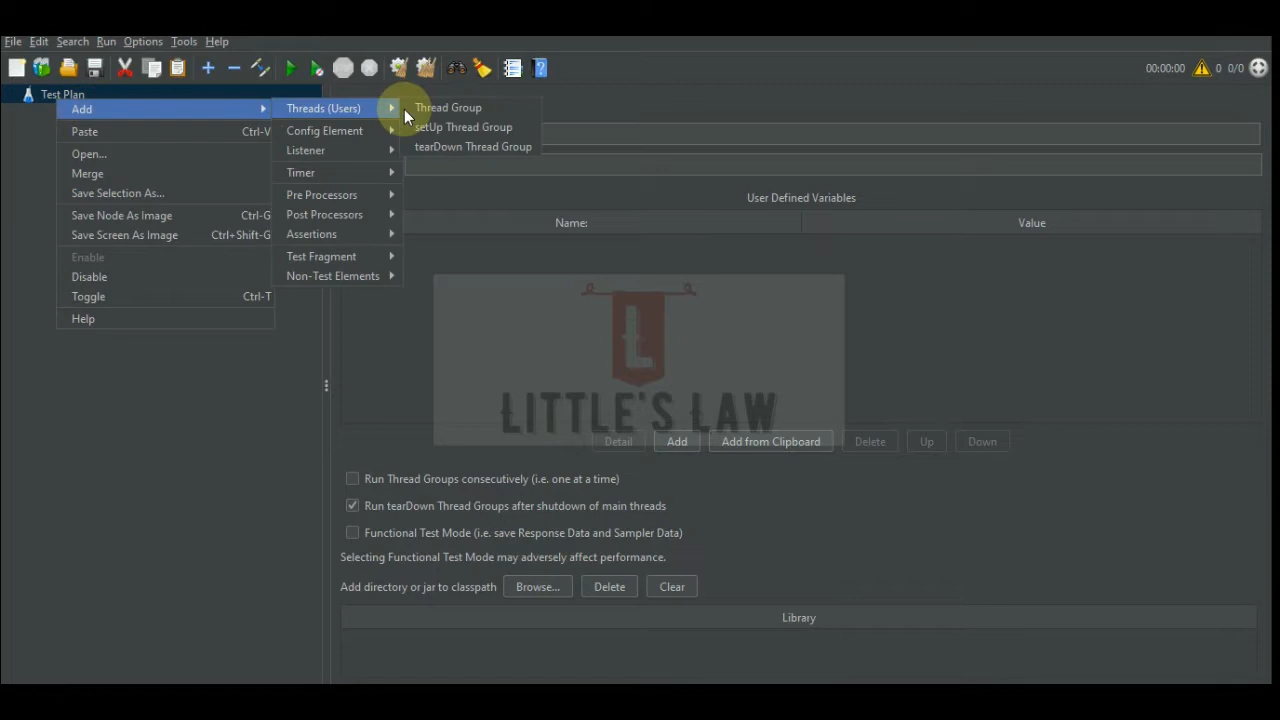 File Edit Search Run Options Tools Help
00:00:00 0 0/0
Test Plan
Add
Paste Ctrl-V
Open...
Merge
Save Selection As...
Save Node As Image Ctrl-G
Save Screen As Image Ctrl+Shift-G
Enable
Disable
Toggle Ctrl-T
Help
Threads (Users)
Config Element
Listener
Timer
Pre Processors
Post Processors
Assertions
Test Fragment
Non-Test Elements
Thread Group
setUp Thread Group
tearDown Thread Group
User Defined Variables
Name: Value
L
LITTLE'S LAW
Detail Add Add from Clipboard Delete Up Down
Run Thread Groups consecutively (i.e. one at a time)
Run tearDown Thread Groups after shutdown of main threads
Functional Test Mode (i.e. save Response Data and Sampler Data)
Selecting Functional Test Mode may adversely affect performance.
Add directory or jar to classpath Browse... Delete Clear
Library